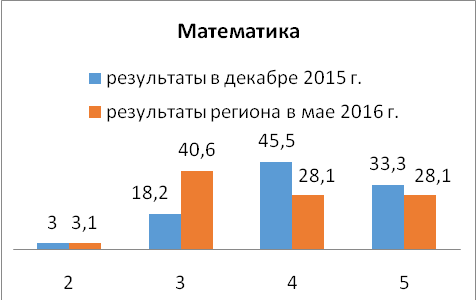 Математика
результаты в декабре 2015 г.
результаты региона в мае 2016 г.
3 3,1 18,2 40,6 45,5 28,1 33,3 28,1
2 3 4 5